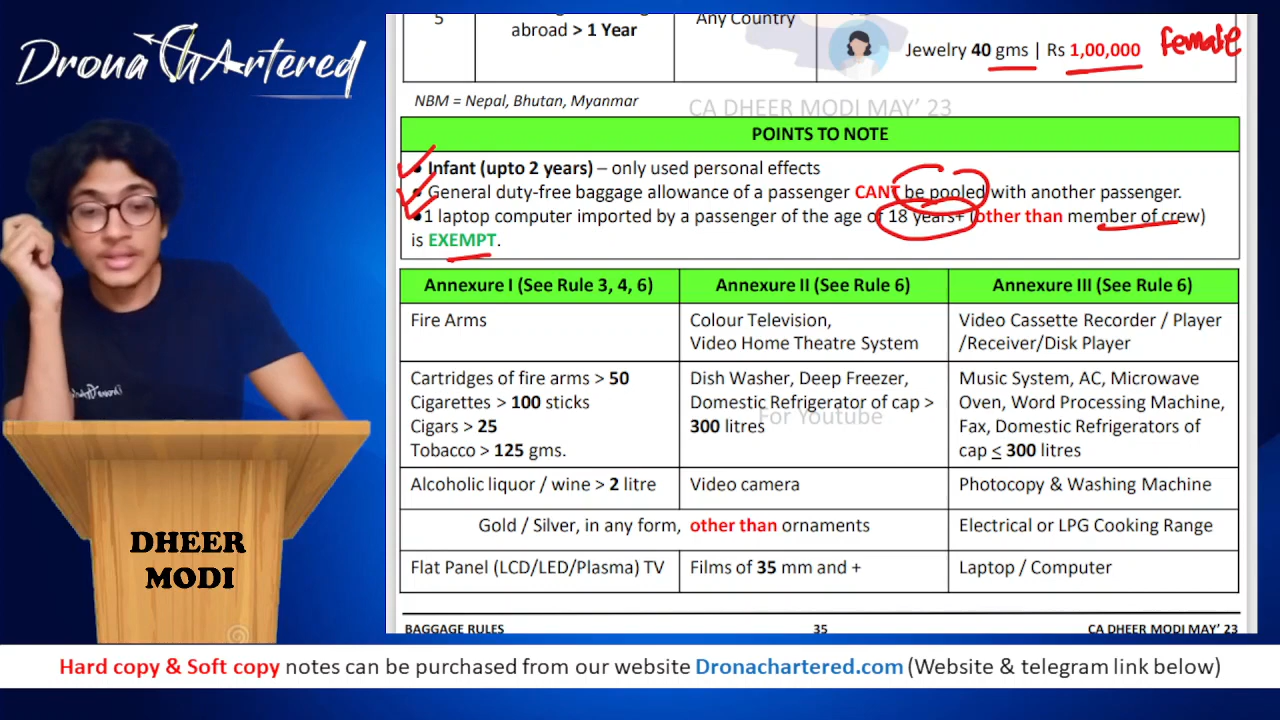 Drona CHArtered
5
abroad > 1 Year
Any Country
Jewelry 40 gms | Rs 1,00,000
female
NBM = Nepal, Bhutan, Myanmar
CA DHEER MODI MAY' 23
POINTS TO NOTE
• Infant (upto 2 years) – only used personal effects
• General duty-free baggage allowance of a passenger CANT be pooled with another passenger.
• 1 laptop computer imported by a passenger of the age of 18 years+ (other than member of crew)
is EXEMPT.
Annexure I (See Rule 3, 4, 6) Annexure II (See Rule 6) Annexure III (See Rule 6)
Fire Arms
Colour Television,
Video Home Theatre System
Video Cassette Recorder / Player
/Receiver/Disk Player
Cartridges of fire arms > 50
Cigarettes > 100 sticks
Cigars > 25
Tobacco > 125 gms.
Dish Washer, Deep Freezer,
Domestic Refrigerator of cap >
300 litres
For Youtube
Music System, AC, Microwave
Oven, Word Processing Machine,
Fax, Domestic Refrigerators of
cap ≤ 300 litres
Alcoholic liquor / wine > 2 litre
Video camera
Photocopy & Washing Machine
Gold / Silver, in any form, other than ornaments
Electrical or LPG Cooking Range
Flat Panel (LCD/LED/Plasma) TV
Films of 35 mm and +
Laptop / Computer
BAGGAGE RULES 35 CA DHEER MODI MAY' 23
DHEER
MODI
Hard copy & Soft copy notes can be purchased from our website Dronachartered.com (Website & telegram link below)